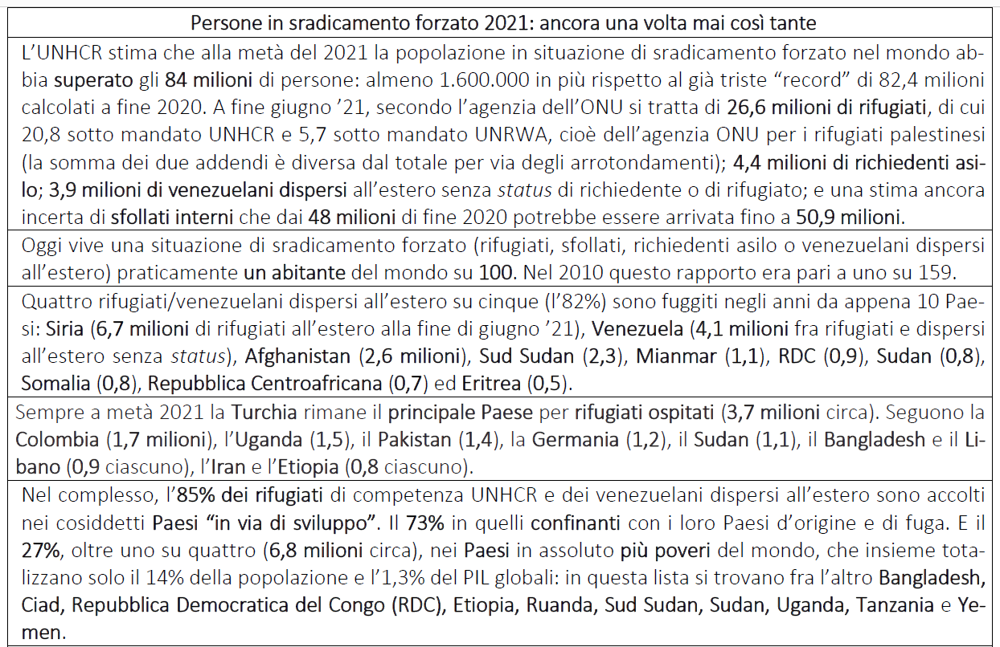 Persone in sradicamento forzato 2021: ancora una volta mai così tante
L’UNHCR stima che alla metà del 2021 la popolazione in situazione di sradicamento forzato nel mondo ab-
bia superato gli 84 milioni di persone: almeno 1.600.000 in più rispetto al già triste “record” di 82,4 milioni
calcolati a fine 2020. A fine giugno ’21, secondo l’agenzia dell’ONU si tratta di 26,6 milioni di rifugiati, di cui
20,8 sotto mandato UNHCR e 5,7 sotto mandato UNRWA, cioè dell’agenzia ONU per i rifugiati palestinesi
(la somma dei due addendi è diversa dal totale per via degli arrotondamenti); 4,4 milioni di richiedenti asi-
lo; 3,9 milioni di venezuelani dispersi all’estero senza status di richiedente o di rifugiato; e una stima ancora
incerta di sfollati interni che dai 48 milioni di fine 2020 potrebbe essere arrivata fino a 50,9 milioni.
Oggi vive una situazione di sradicamento forzato (rifugiati, sfollati, richiedenti asilo o venezuelani dispersi
all’estero) praticamente un abitante del mondo su 100. Nel 2010 questo rapporto era pari a uno su 159.
Quattro rifugiati/venezuelani dispersi all’estero su cinque (l’82%) sono fuggiti negli anni da appena 10 Pae-
si: Siria (6,7 milioni di rifugiati all’estero alla fine di giugno ’21), Venezuela (4,1 milioni fra rifugiati e dispersi
all’estero senza status), Afghanistan (2,6 milioni), Sud Sudan (2,3), Mianmar (1,1), RDC (0,9), Sudan (0,8),
Somalia (0,8), Repubblica Centroafricana (0,7) ed Eritrea (0,5).
Sempre a metà 2021 la Turchia rimane il principale Paese per rifugiati ospitati (3,7 milioni circa). Seguono la
Colombia (1,7 milioni), l’Uganda (1,5), il Pakistan (1,4), la Germania (1,2), il Sudan (1,1), il Bangladesh e il Li-
bano (0,9 ciascuno), l’Iran e l’Etiopia (0,8 ciascuno).
Nel complesso, l’85% dei rifugiati di competenza UNHCR e dei venezuelani dispersi all’estero sono accolti
nei cosiddetti Paesi “in via di sviluppo”. Il 73% in quelli confinanti con i loro Paesi d’origine e di fuga. E il
27%, oltre uno su quattro (6,8 milioni circa), nei Paesi in assoluto più poveri del mondo, che insieme tota-
lizzano solo il 14% della popolazione e l’1,3% del PIL globali: in questa lista si trovano fra l’altro Bangladesh,
Ciad, Repubblica Democratica del Congo (RDC), Etiopia, Ruanda, Sud Sudan, Sudan, Uganda, Tanzania e Ye-
men.